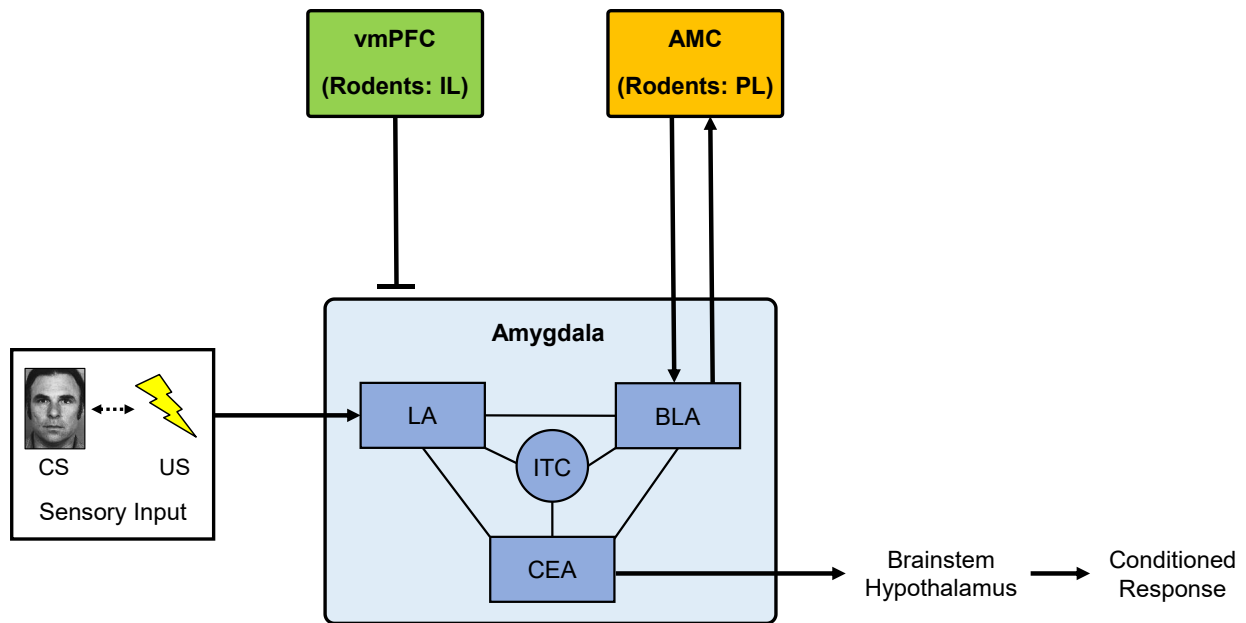 vmPFC
(Rodents: IL)
AMC
(Rodents: PL)
Amygdala
LA
BLA
ITC
CEA
CS
US
Sensory Input
Brainstem
Hypothalamus
Conditioned
Response